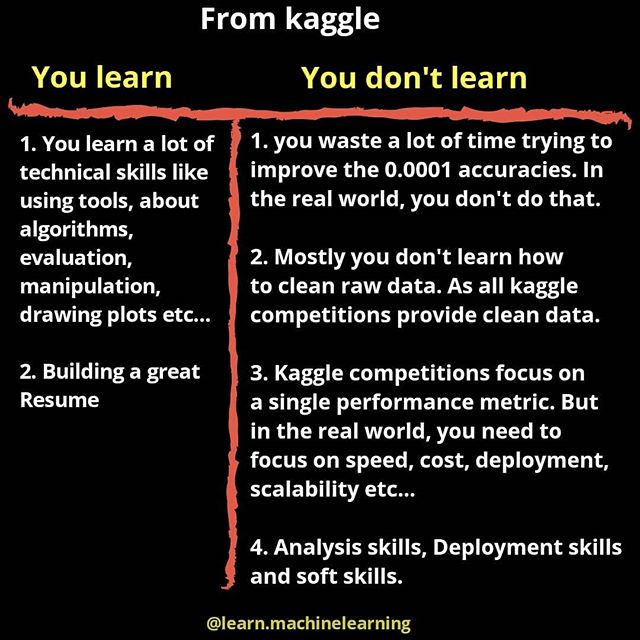 From kaggle
You learn
You don't learn
1. You learn a lot of
technical skills like
using tools, about
algorithms,
evaluation,
manipulation,
drawing plots etc...
2. Building a great
Resume
1. you waste a lot of time trying to
improve the 0.0001 accuracies. In
the real world, you don't do that.
2. Mostly you don't learn how
to clean raw data. As all kaggle
competitions provide clean data.
3. Kaggle competitions focus on
a single performance metric. But
in the real world, you need to
focus on speed, cost, deployment,
scalability etc...
4. Analysis skills, Deployment skills
and soft skills.
@learn.machinelearning